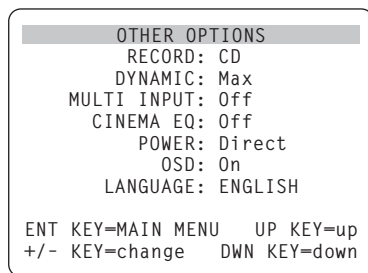 OTHER OPTIONS
RECORD: CD
DYNAMIC: Max
MULTI INPUT: Off
CINEMA EQ: Off
POWER: Direct
OSD: On
LANGUAGE: ENGLISH
ENT KEY=MAIN MENU UP KEY=up
+/- KEY=change DWN KEY=down